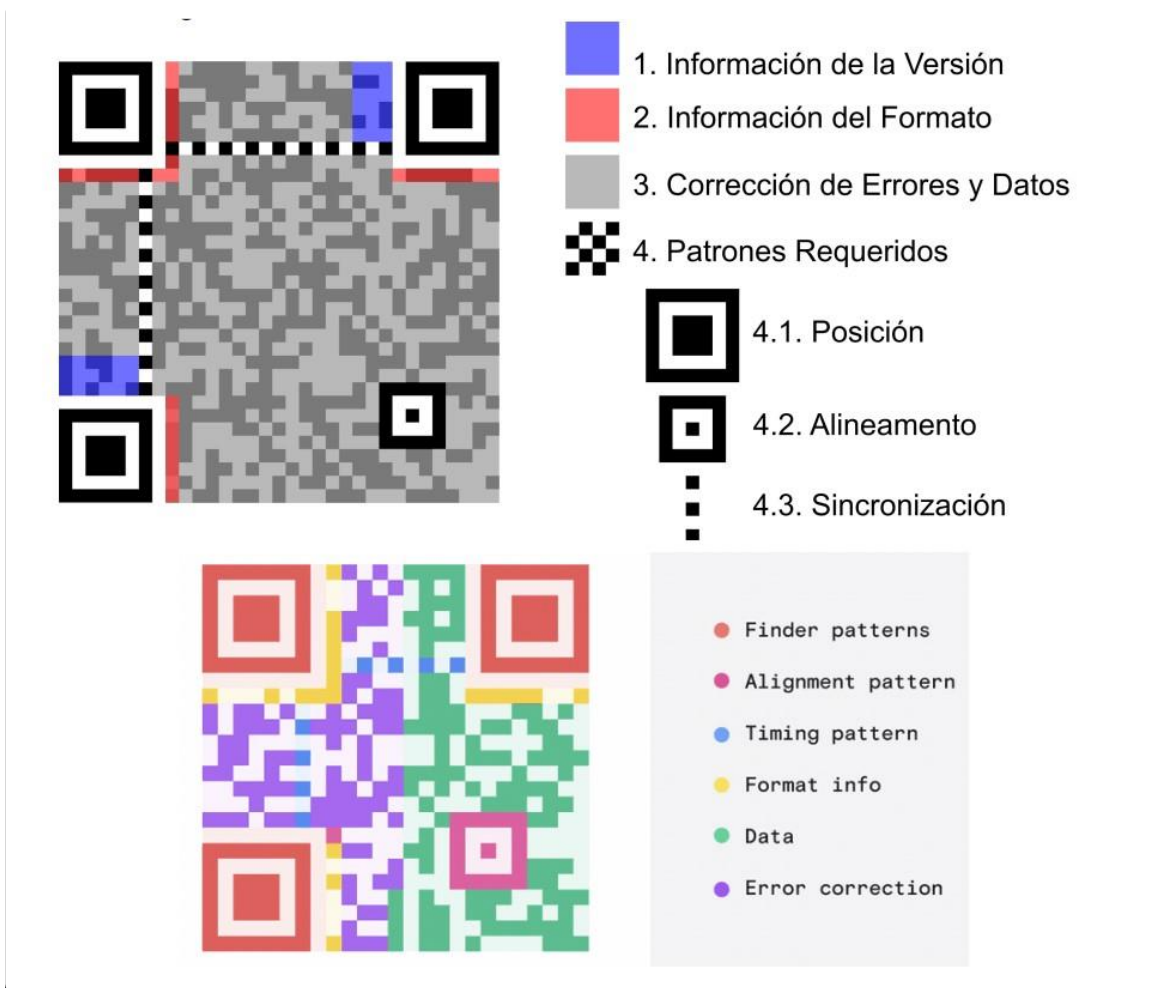 1. Información de la Versión
2. Información del Formato
3. Corrección de Errores y Datos
4. Patrones Requeridos
4.1. Posición
4.2. Alineamento
4.3. Sincronización
Finder patterns
Alignment pattern
Timing pattern
Format info
Data
Error correction